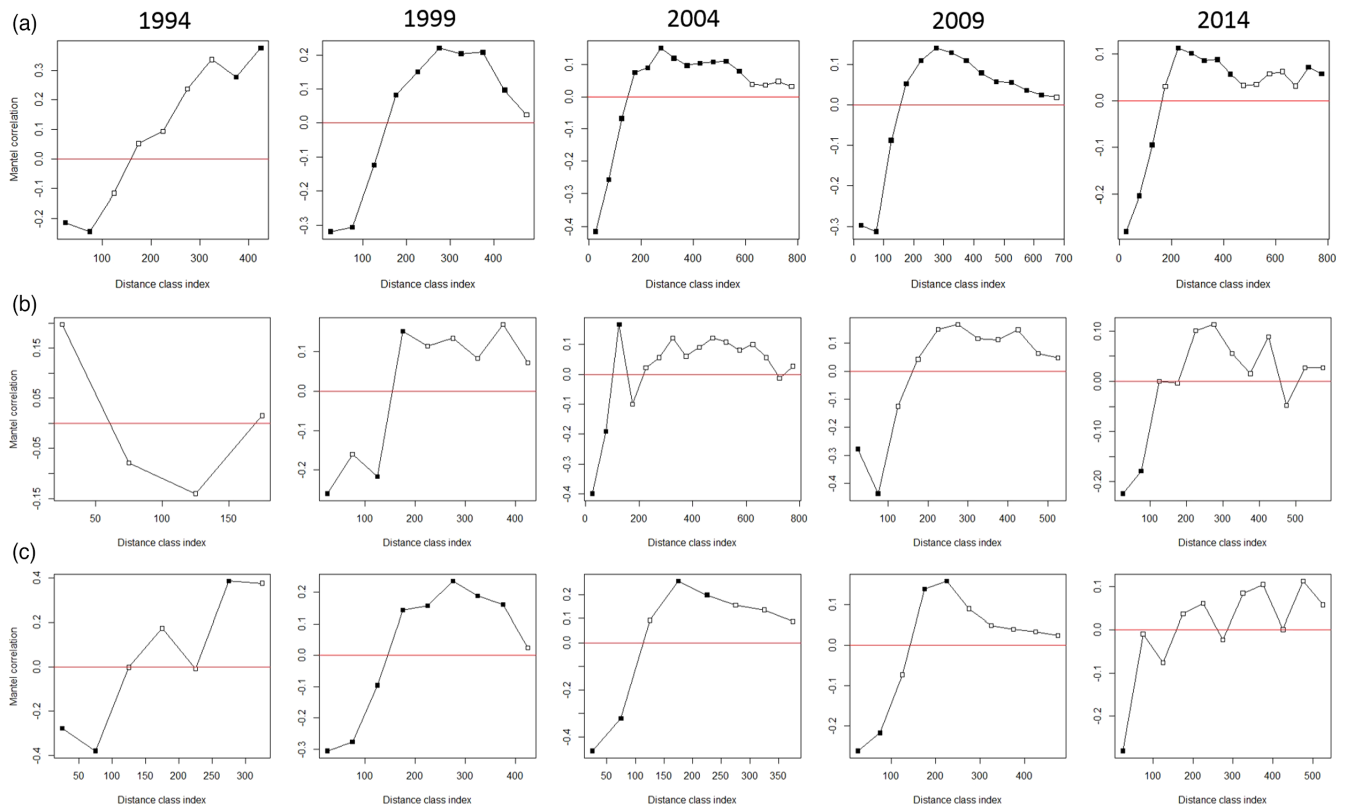 (a) 1994 1999 2004 2009 2014
Mantel correlation
-0.2 -0.1 0.0 0.1 0.2 0.3
100 200 300 400
Distance class index
-0.3 -0.2 -0.1 0.0 0.1 0.2
100 200 300 400
Distance class index
-0.4 -0.3 -0.2 -0.1 0.0 0.1
0 200 400 600 800
Distance class index
-0.3 -0.2 -0.1 0.0 0.1
0 100 200 300 400 500 600 700
Distance class index
-0.2 -0.1 0.0 0.1
0 200 400 600 800
Distance class index
(b)
Mantel correlation
-0.15 -0.05 0.05 0.15
50 100 150
Distance class index
-0.2 0.0 0.1
100 200 300 400
Distance class index
-0.4 -0.3 -0.2 -0.1 0.0 0.1
0 200 400 600 800
Distance class index
-0.4 -0.3 -0.2 -0.1 0.0 0.1
100 200 300 400 500
Distance class index
-0.20 -0.10 0.00 0.10
100 200 300 400 500
Distance class index
(c)
Mantel correlation
-0.4 -0.2 0.0 0.2 0.4
50 100 150 200 250 300
Distance class index
-0.3 -0.2 -0.1 0.0 0.1 0.2
100 200 300 400
Distance class index
-0.4 -0.2 0.0 0.2
50 100 150 200 250 300 350
Distance class index
-0.2 -0.1 0.0 0.1
100 200 300 400
Distance class index
-0.2 -0.1 0.0 0.1
100 200 300 400 500
Distance class index